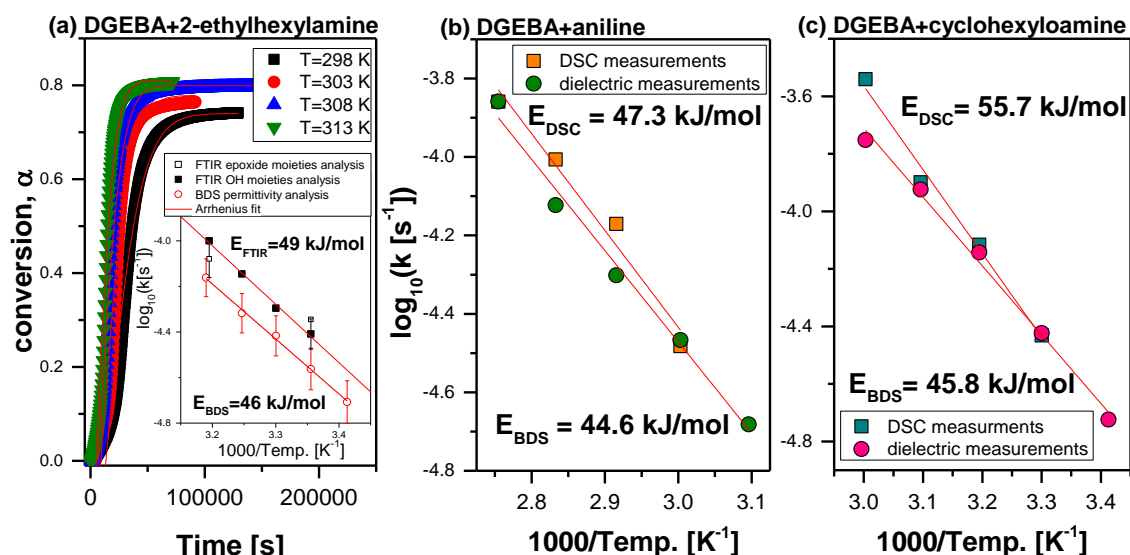 (a) DGEBA+2-ethylhexylamine
T=298 K
T=303 K
T=308 K
T=313 K
FTIR epoxide moieties analysis
FTIR OH moieties analysis
BDS permittivity analysis
Arrhenius fit
E_FTIR=49 kJ/mol
E_BDS=46 kJ/mol
log10(k[s-1])
-4.0
-4.4
-4.8
3.2 3.3 3.4
1000/Temp. [K-1]
conversion, α
0.8
0.6
0.4
0.2
0.0
0 100000 200000
Time [s]
(b) DGEBA+aniline
DSC measurements
dielectric measurements
E_DSC = 47.3 kJ/mol
E_BDS = 44.6 kJ/mol
log10(k [s-1])
-3.8
-4.0
-4.2
-4.4
-4.6
-4.8
2.8 2.9 3.0 3.1
1000/Temp. [K-1]
(c) DGEBA+cyclohexyloamine
E_DSC= 55.7 kJ/mol
E_BDS= 45.8 kJ/mol
DSC measurments
dielectric measurements
-3.6
-4.0
-4.4
-4.8
3.0 3.1 3.2 3.3 3.4
1000/Temp. [K-1]